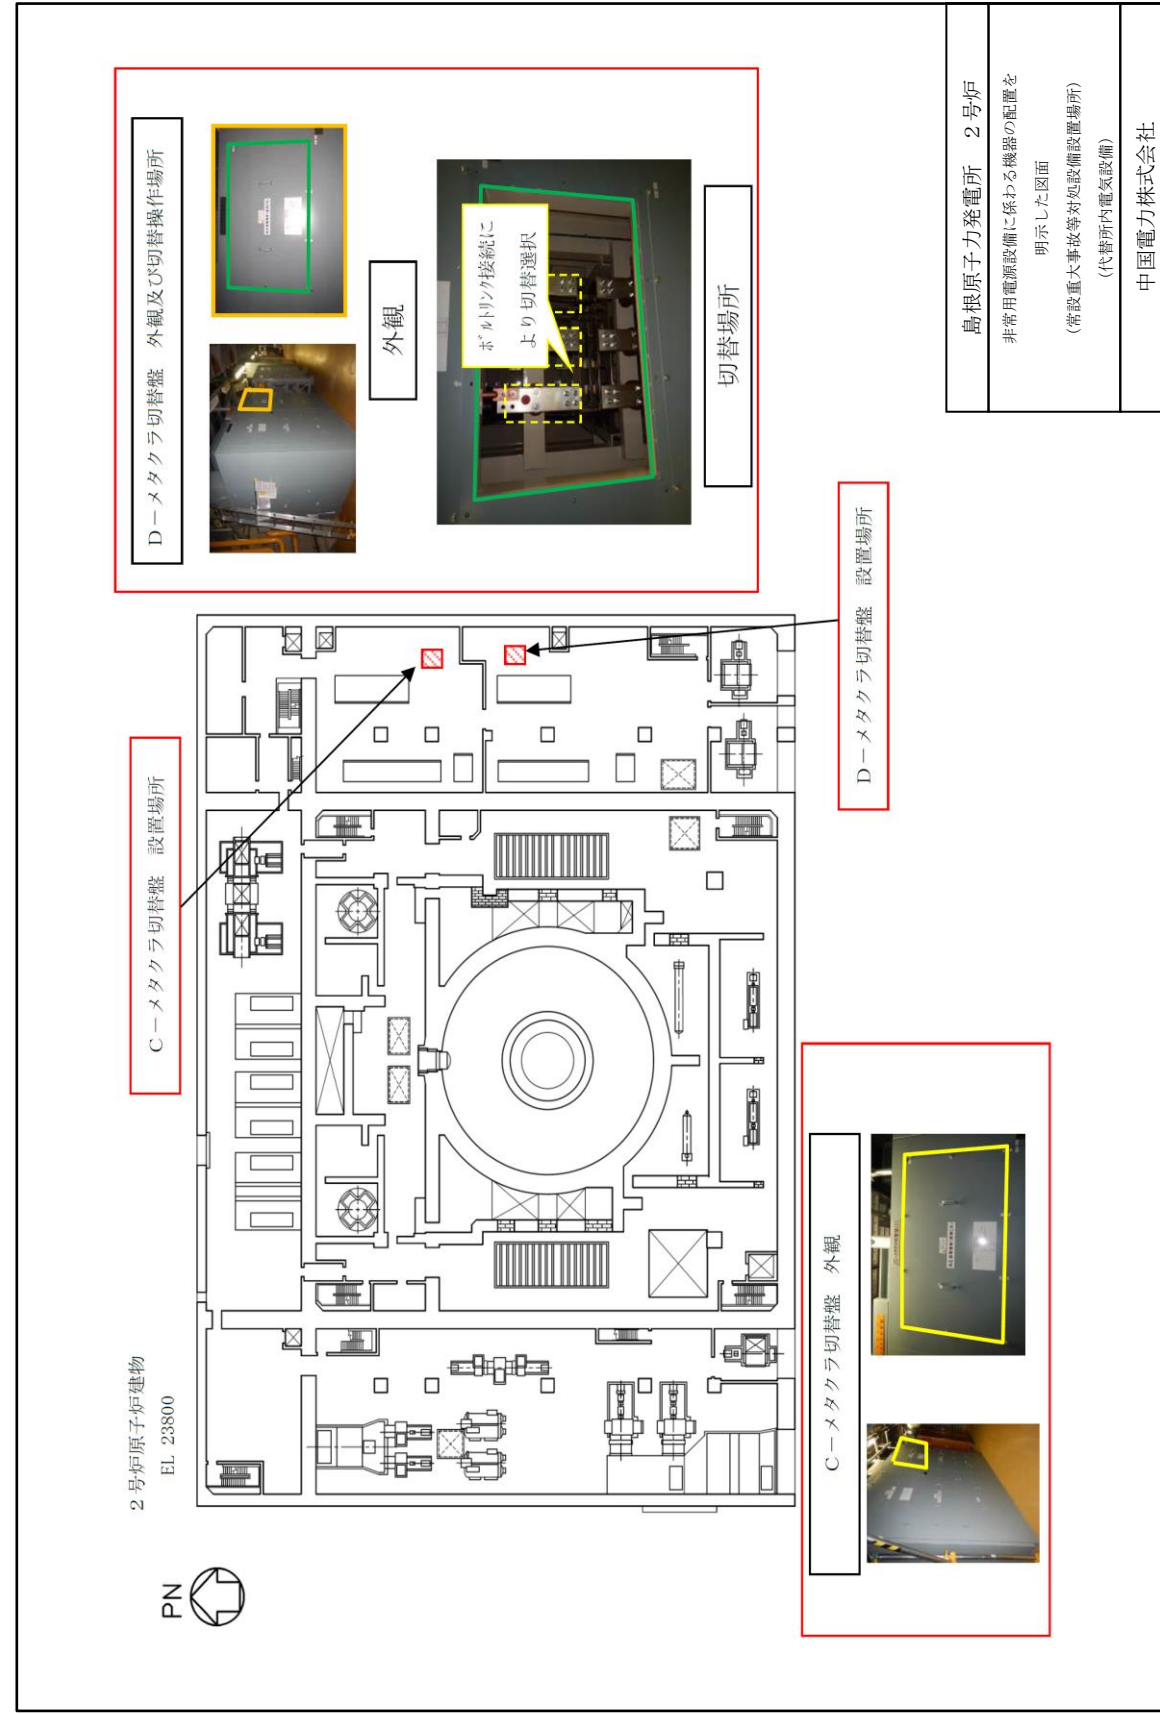 PN
2号炉原子炉建物
EL 23800
C－メタクラ切替盤　設置場所
D－メタクラ切替盤　外観及び切替操作場所
外観
ボルトリンク接続に
より切替選択
切替場所
D－メタクラ切替盤　設置場所
C－メタクラ切替盤　外観
島根原子力発電所　2号炉
非常用電源設備に係わる機器の配置を
明示した図面
(常設重大事故等対処設備設置場所)
(代替所内電気設備)
中国電力株式会社